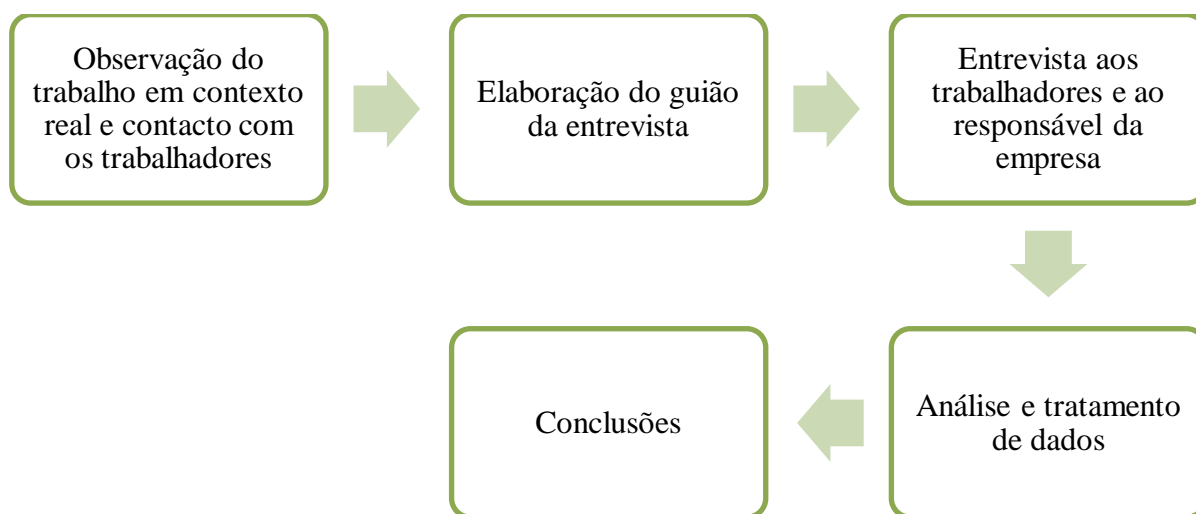 Observação do
trabalho em contexto
real e contacto com
os trabalhadores
Elaboração do guião
da entrevista
Entrevista aos
trabalhadores e ao
responsável da
empresa
Análise e tratamento
de dados
Conclusões